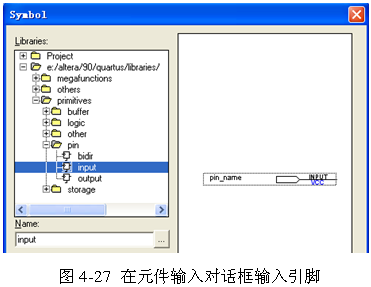 Symbol
Libraries:
Project
e:/altera/90/quartus/libraries/
megafunctions
others
primitives
buffer
logic
other
pin
bidir
input
output
storage
pin_name
INPUT
VCC
Name:
input
...
图 4-27 在元件输入对话框输入引脚